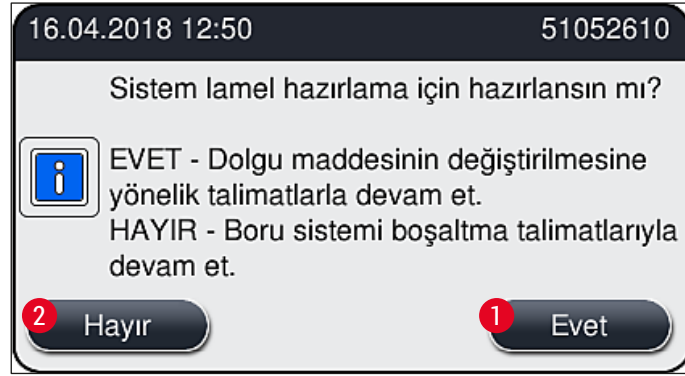 16.04.2018 12:50 51052610
Sistem lamel hazırlama için hazırlansın mı?
EVET - Dolgu maddesinin değiştirilmesine
yönelik talimatlarla devam et.
HAYIR - Boru sistemi boşaltma talimatlarıyla
devam et.
2 Hayır 1 Evet